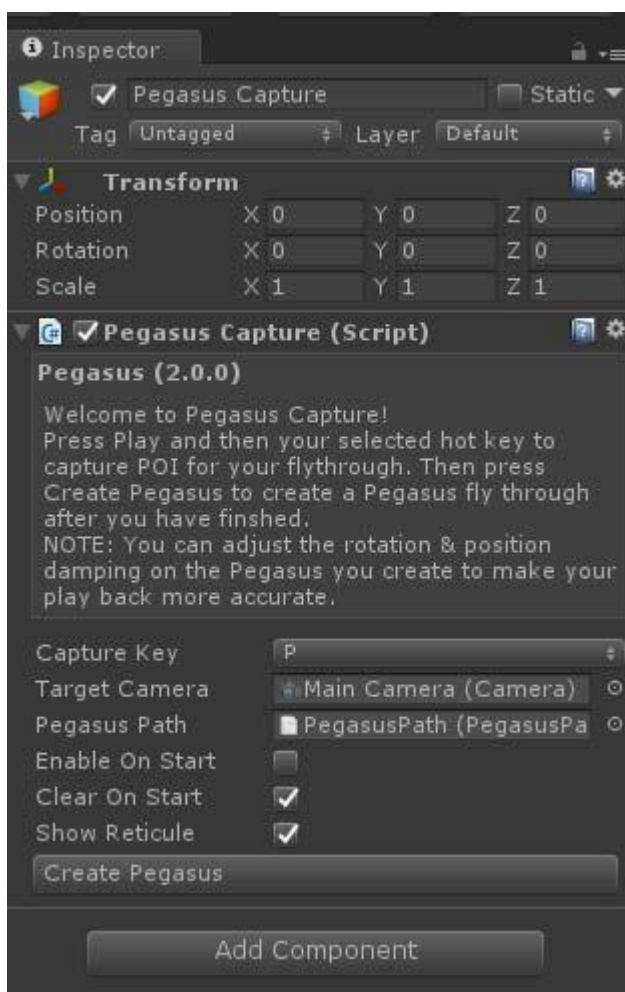 Inspector
Pegasus Capture Static
Tag Untagged Layer Default
Transform
Position X 0 Y 0 Z 0
Rotation X 0 Y 0 Z 0
Scale X 1 Y 1 Z 1
C# Pegasus Capture (Script)
Pegasus (2.0.0)
Welcome to Pegasus Capture!
Press Play and then your selected hot key to
capture POI for your flythrough. Then press
Create Pegasus to create a Pegasus fly through
after you have finshed.
NOTE: You can adjust the rotation & position
damping on the Pegasus you create to make your
play back more accurate.
Capture Key P
Target Camera Main Camera (Camera)
Pegasus Path PegasusPath (PegasusPa
Enable On Start
Clear On Start
Show Reticule
Create Pegasus
Add Component